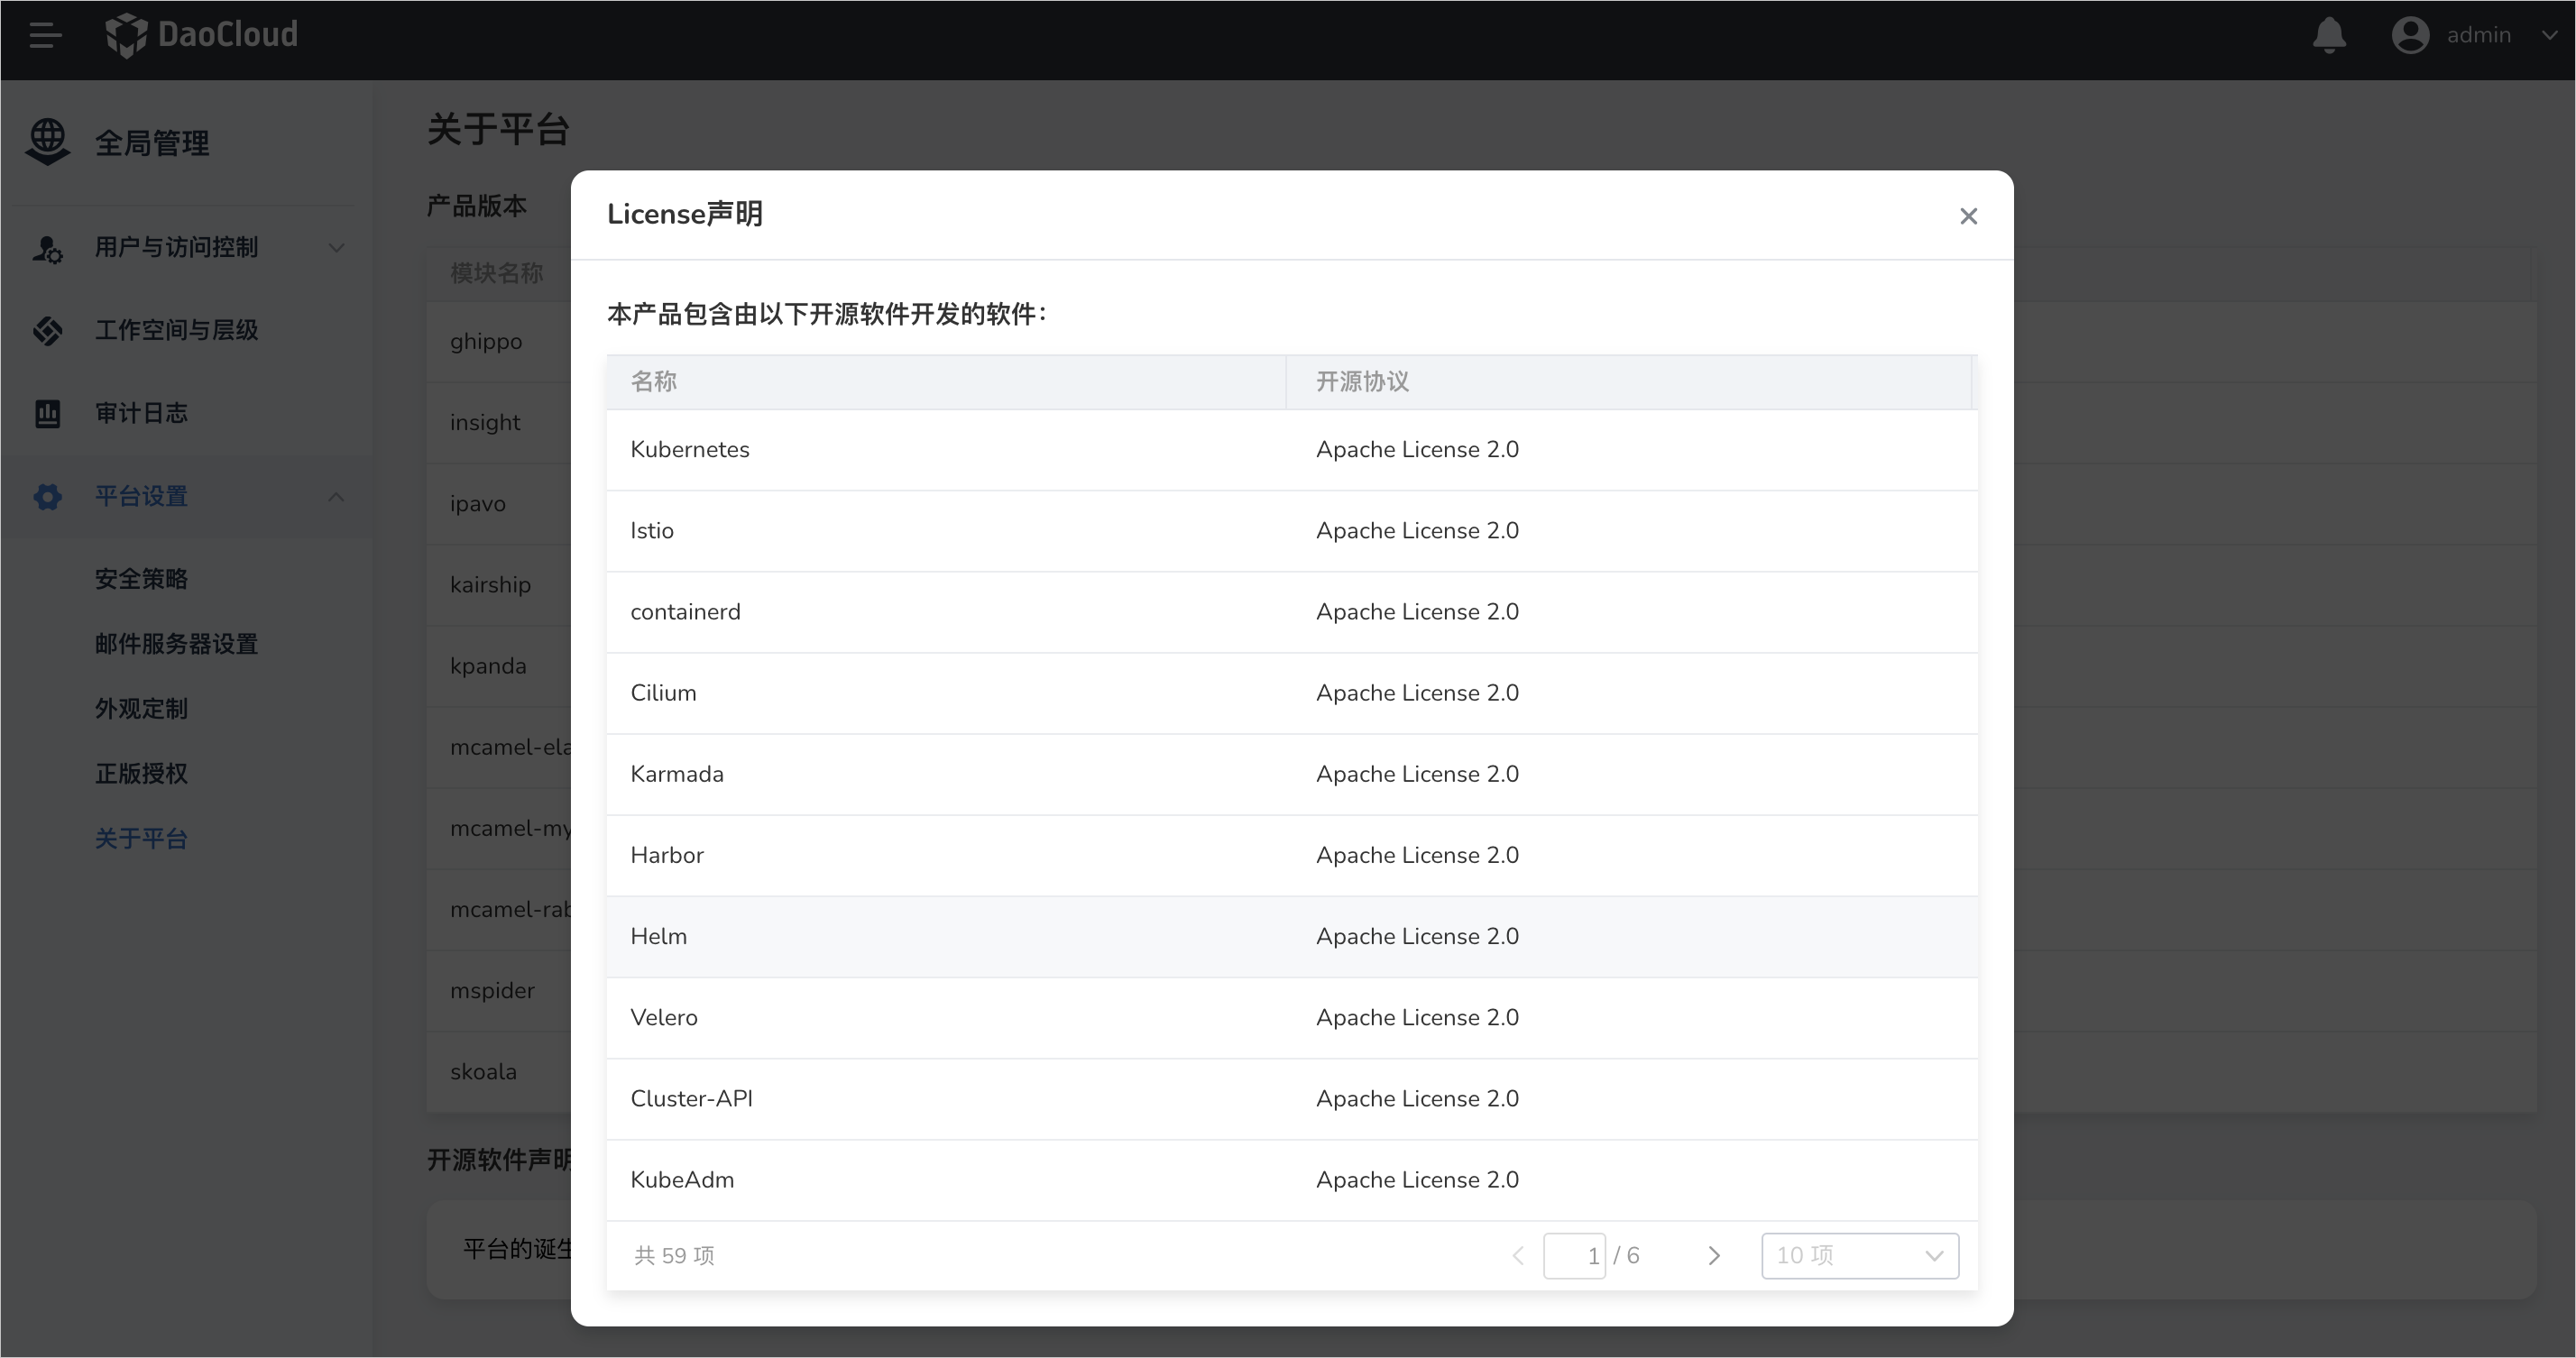 DaoCloud
admin
全局管理
用户与访问控制
工作空间与层级
审计日志
平台设置
安全策略
邮件服务器设置
外观定制
正版授权
关于平台
关于平台
产品版本
模块名称
ghippo
insight
ipavo
kairship
kpanda
mcamel-ela
mcamel-my
mcamel-rab
mspider
skoala
开源软件声明
平台的诞生
License声明
本产品包含由以下开源软件开发的软件：
名称 开源协议
Kubernetes Apache License 2.0
Istio Apache License 2.0
containerd Apache License 2.0
Cilium Apache License 2.0
Karmada Apache License 2.0
Harbor Apache License 2.0
Helm Apache License 2.0
Velero Apache License 2.0
Cluster-API Apache License 2.0
KubeAdm Apache License 2.0
共 59 项 1 / 6 10 项